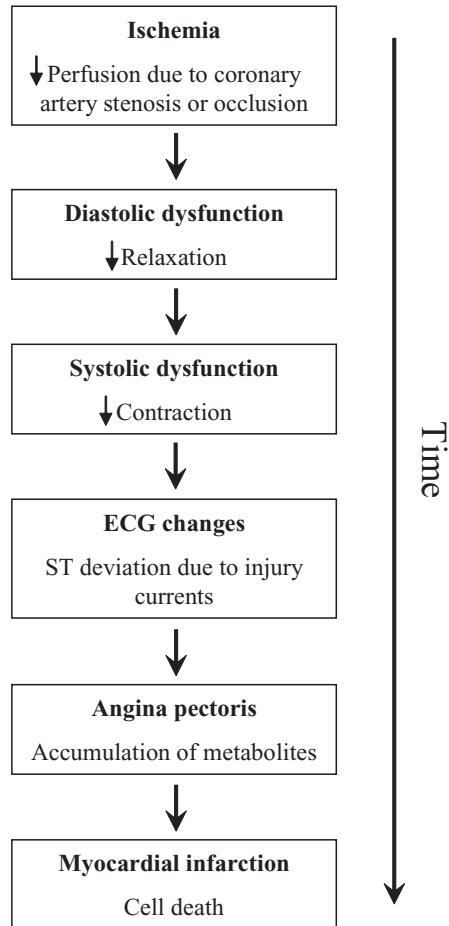 Ischemia
↓ Perfusion due to coronary
artery stenosis or occlusion
Diastolic dysfunction
↓ Relaxation
Systolic dysfunction
↓ Contraction
ECG changes
ST deviation due to injury
currents
Angina pectoris
Accumulation of metabolites
Myocardial infarction
Cell death
Time